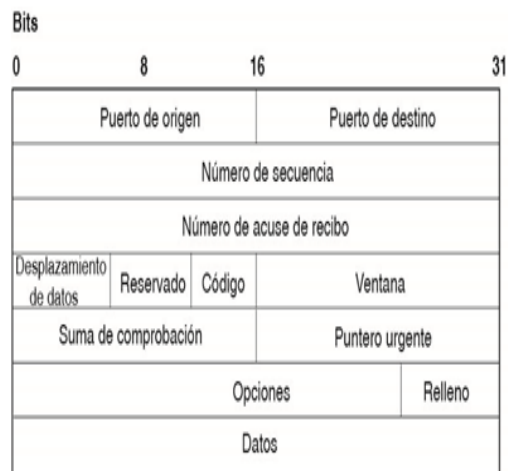 Bits
0 8 16 31
Puerto de origen Puerto de destino
Número de secuencia
Número de acuse de recibo
Desplazamiento
de datos Reservado Código Ventana
Suma de comprobación Puntero urgente
Opciones Relleno
Datos